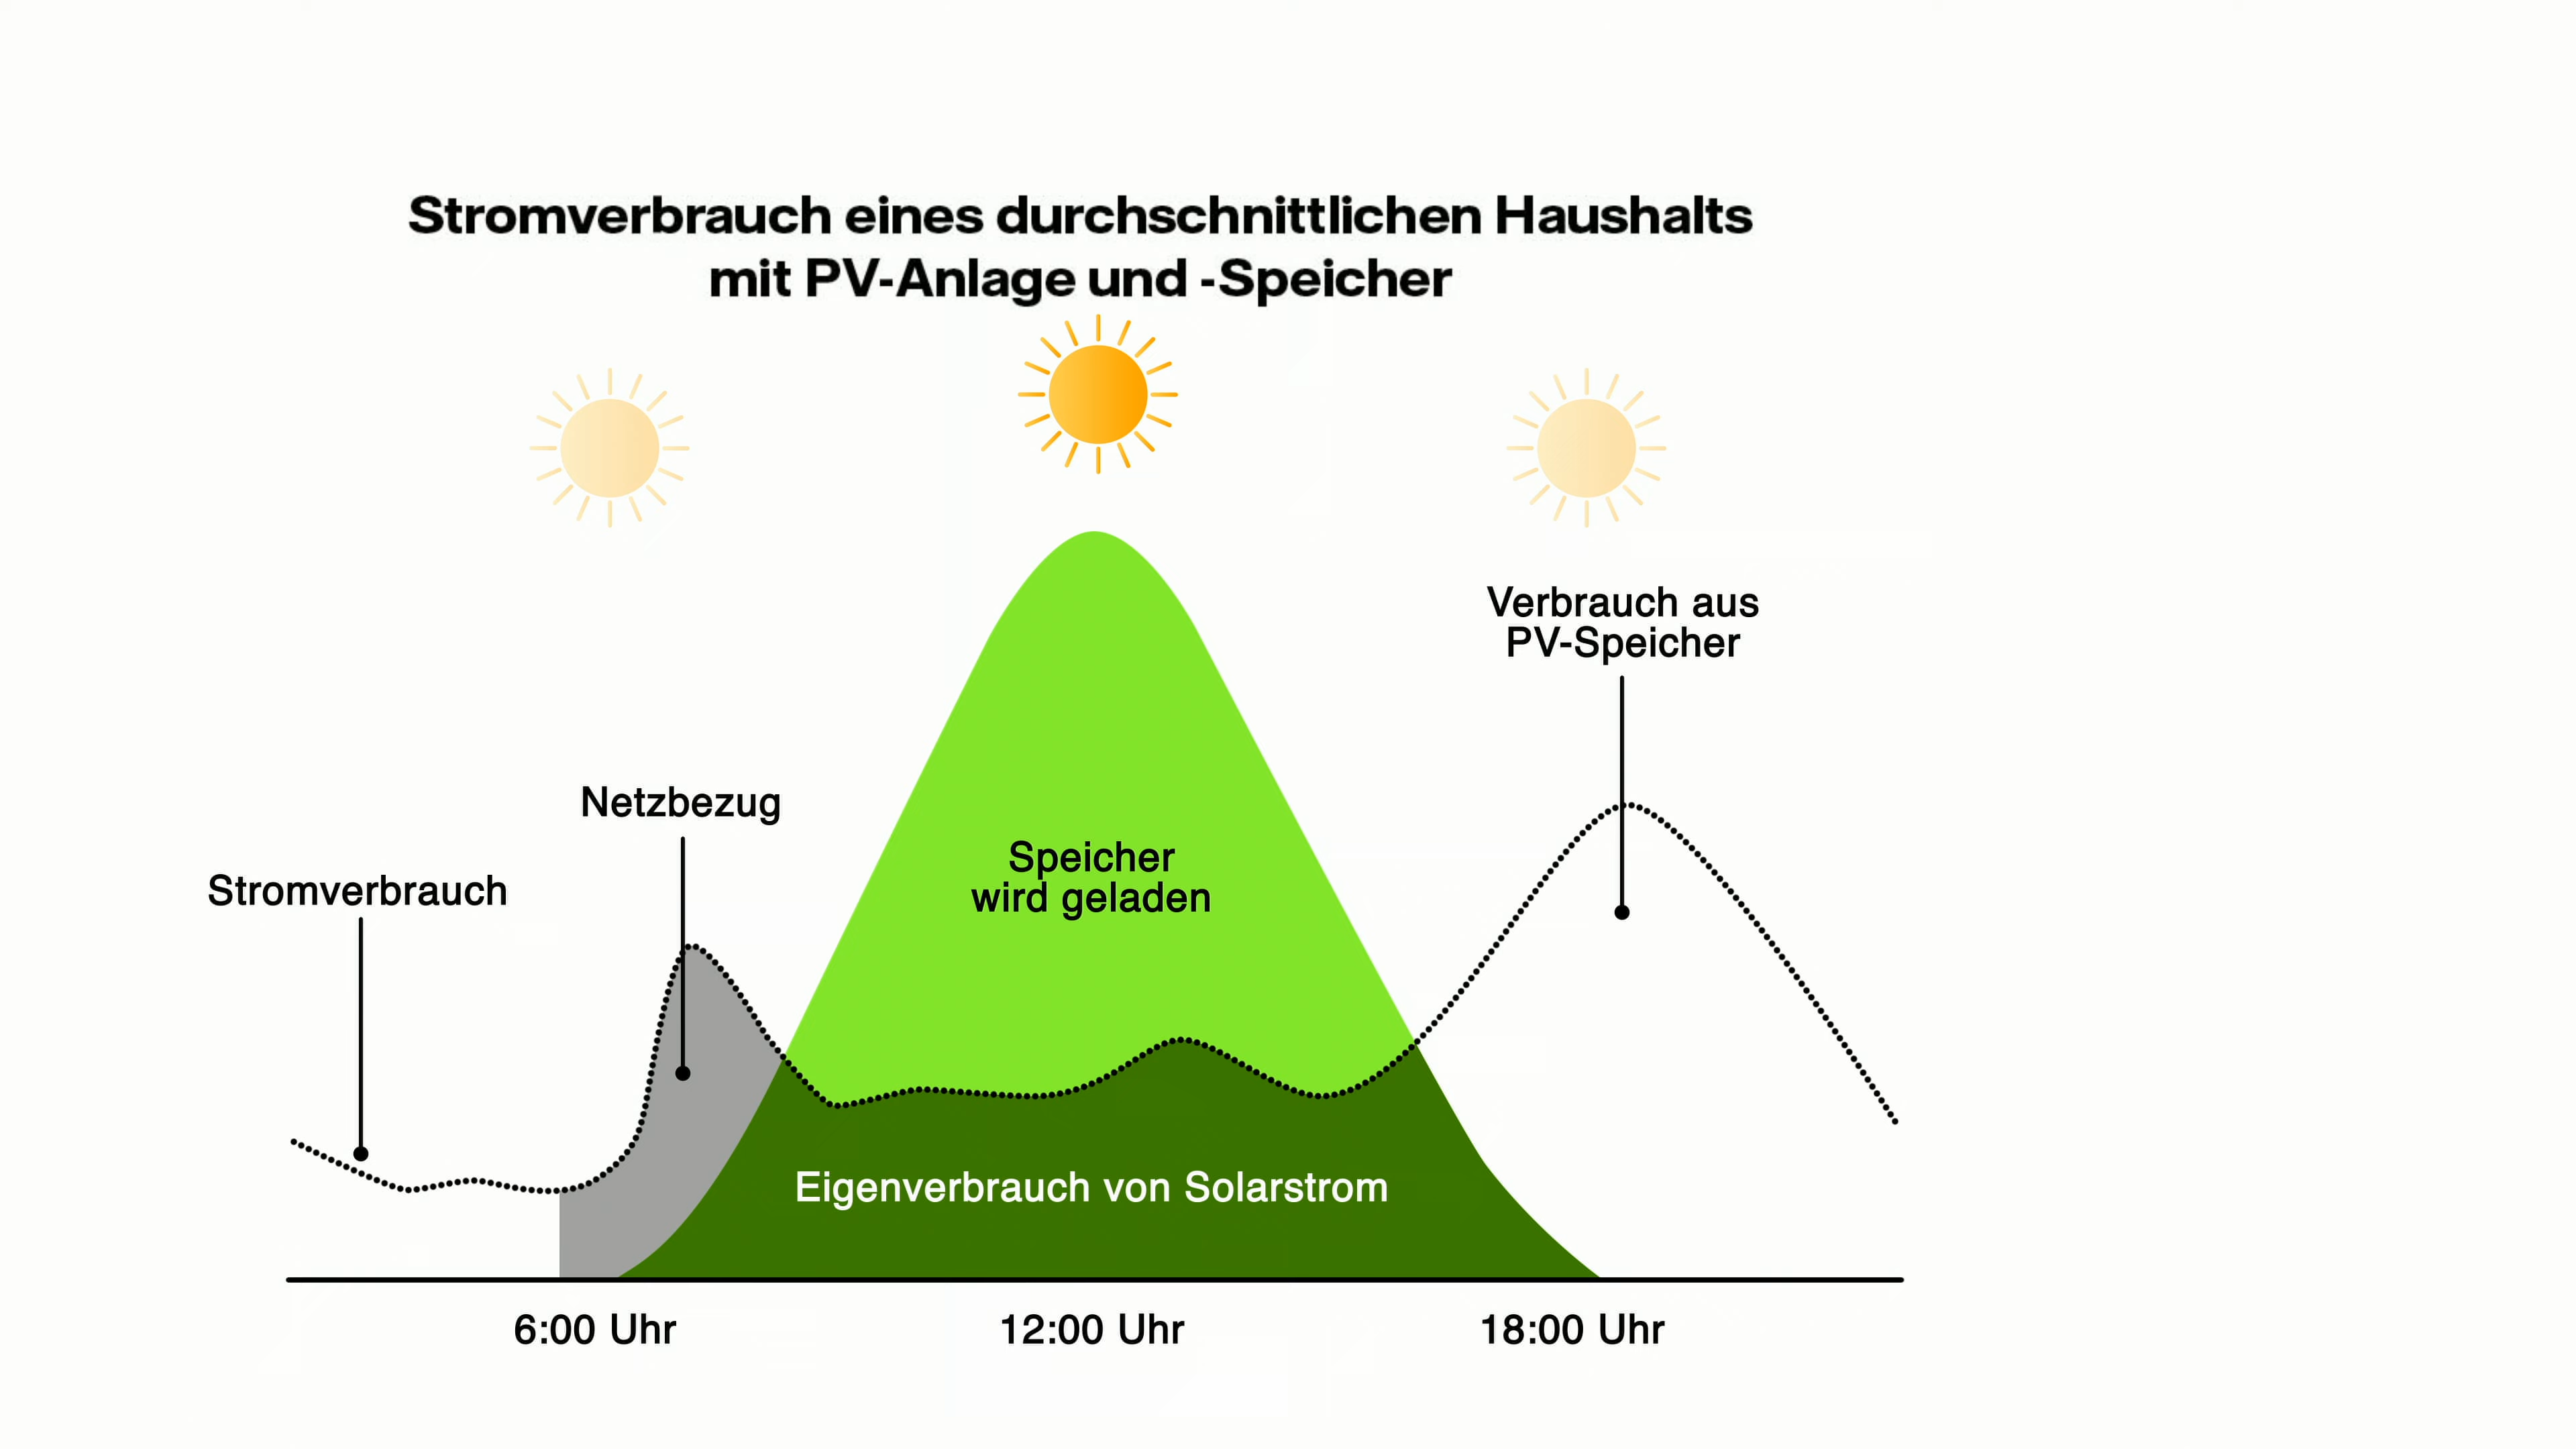 Stromverbrauch eines durchschnittlichen Haushalts
mit PV-Anlage und -Speicher
Verbrauch aus
PV-Speicher
Netzbezug
Speicher
wird geladen
Stromverbrauch
Eigenverbrauch von Solarstrom
6:00 Uhr
12:00 Uhr
18:00 Uhr